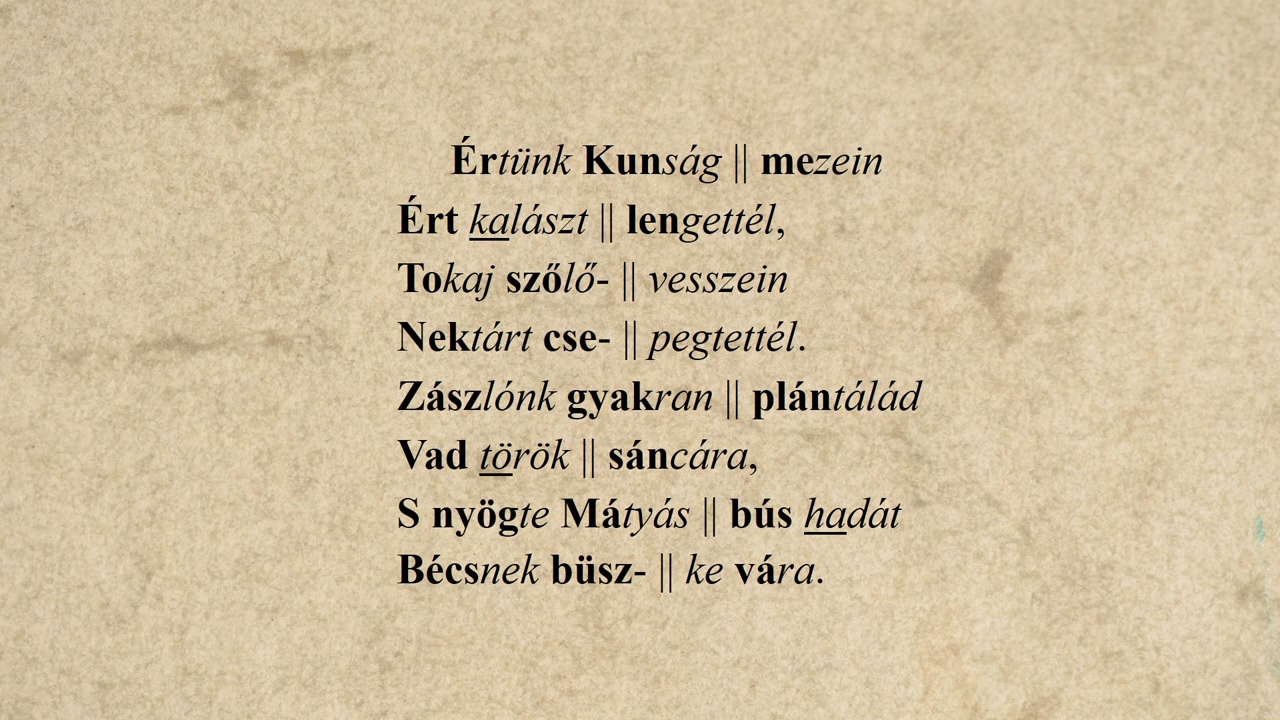 Értünk Kunság || mezein
Ért kalászt || lengettél,
Tokaj szőlő- || vesszein
Nektárt cse- || pegtettél.
Zászlónk gyakran || plántálád
Vad török || sáncára,
S nyögte Mátyás || bús hadát
Bécsnek büsz- || ke vára.